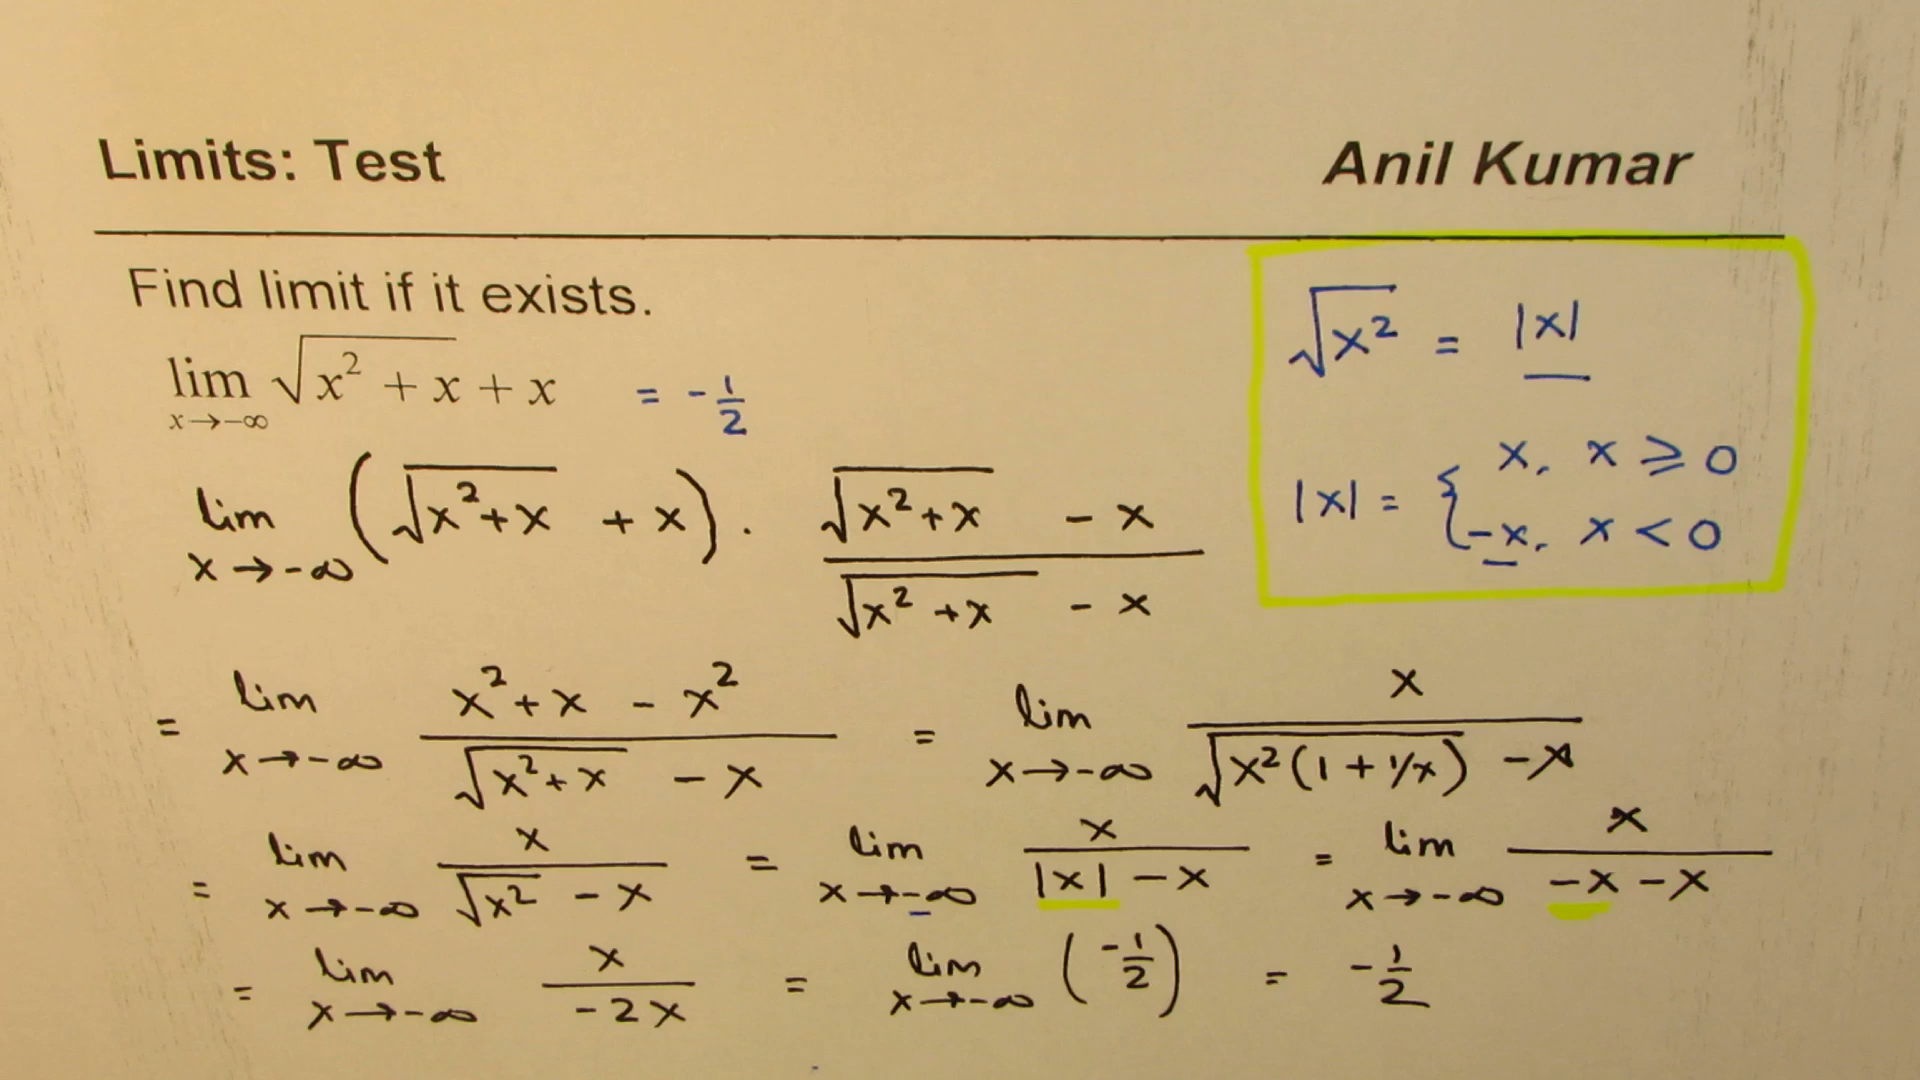 Limits: Test Anil Kumar
Find limit if it exists.
lim x→-∞ √(x² + x) + x = -1/2
√x² = |x|
|x| = { x, x ⩾ 0
-x, x < 0
lim x→-∞ (√(x²+x) + x) · (√(x²+x) - x)/(√(x²+x) - x)
= lim x→-∞ (x²+x - x²)/(√(x²+x) - x) = lim x→-∞ x/(√(x²(1+1/x)) - x)
= lim x→-∞ x/(√x² - x) = lim x→-∞ x/(|x| - x) = lim x→-∞ x/(-x - x)
= lim x→-∞ x/(-2x) = lim x→-∞ (-1/2) = -1/2